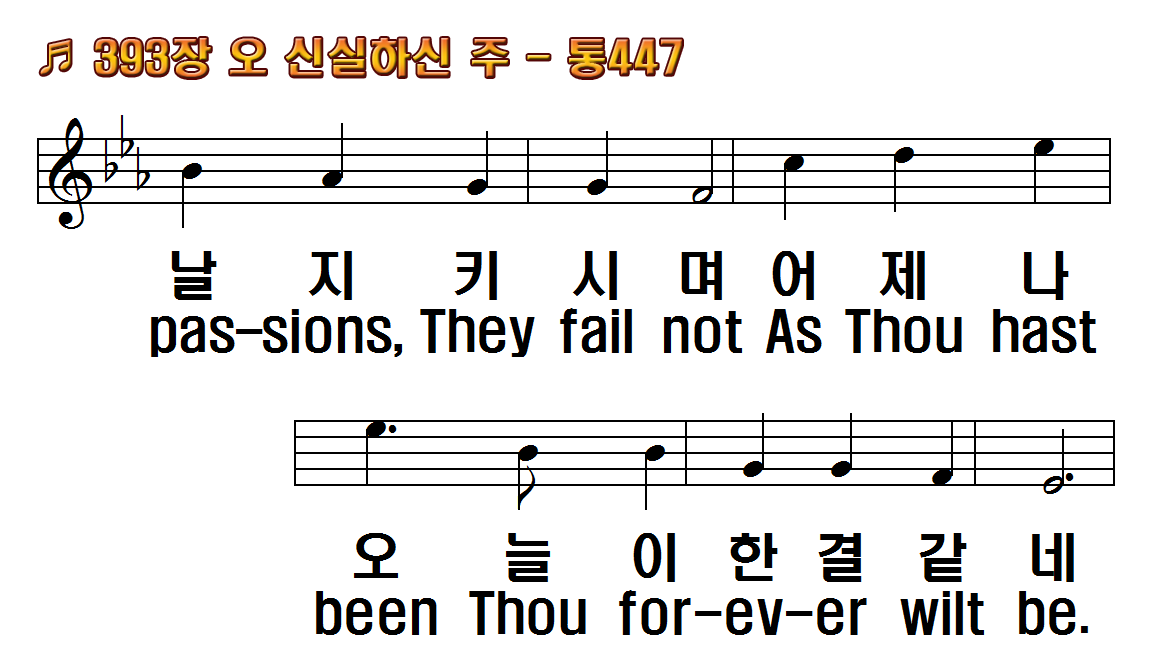 ♬ 393장 오 신실하신 주 - 통447
날 지 키 시 며 어 제 나
pas-sions, They fail not As Thou hast
오 늘 이 한 결 같 네
been Thou for-ev-er wilt be.